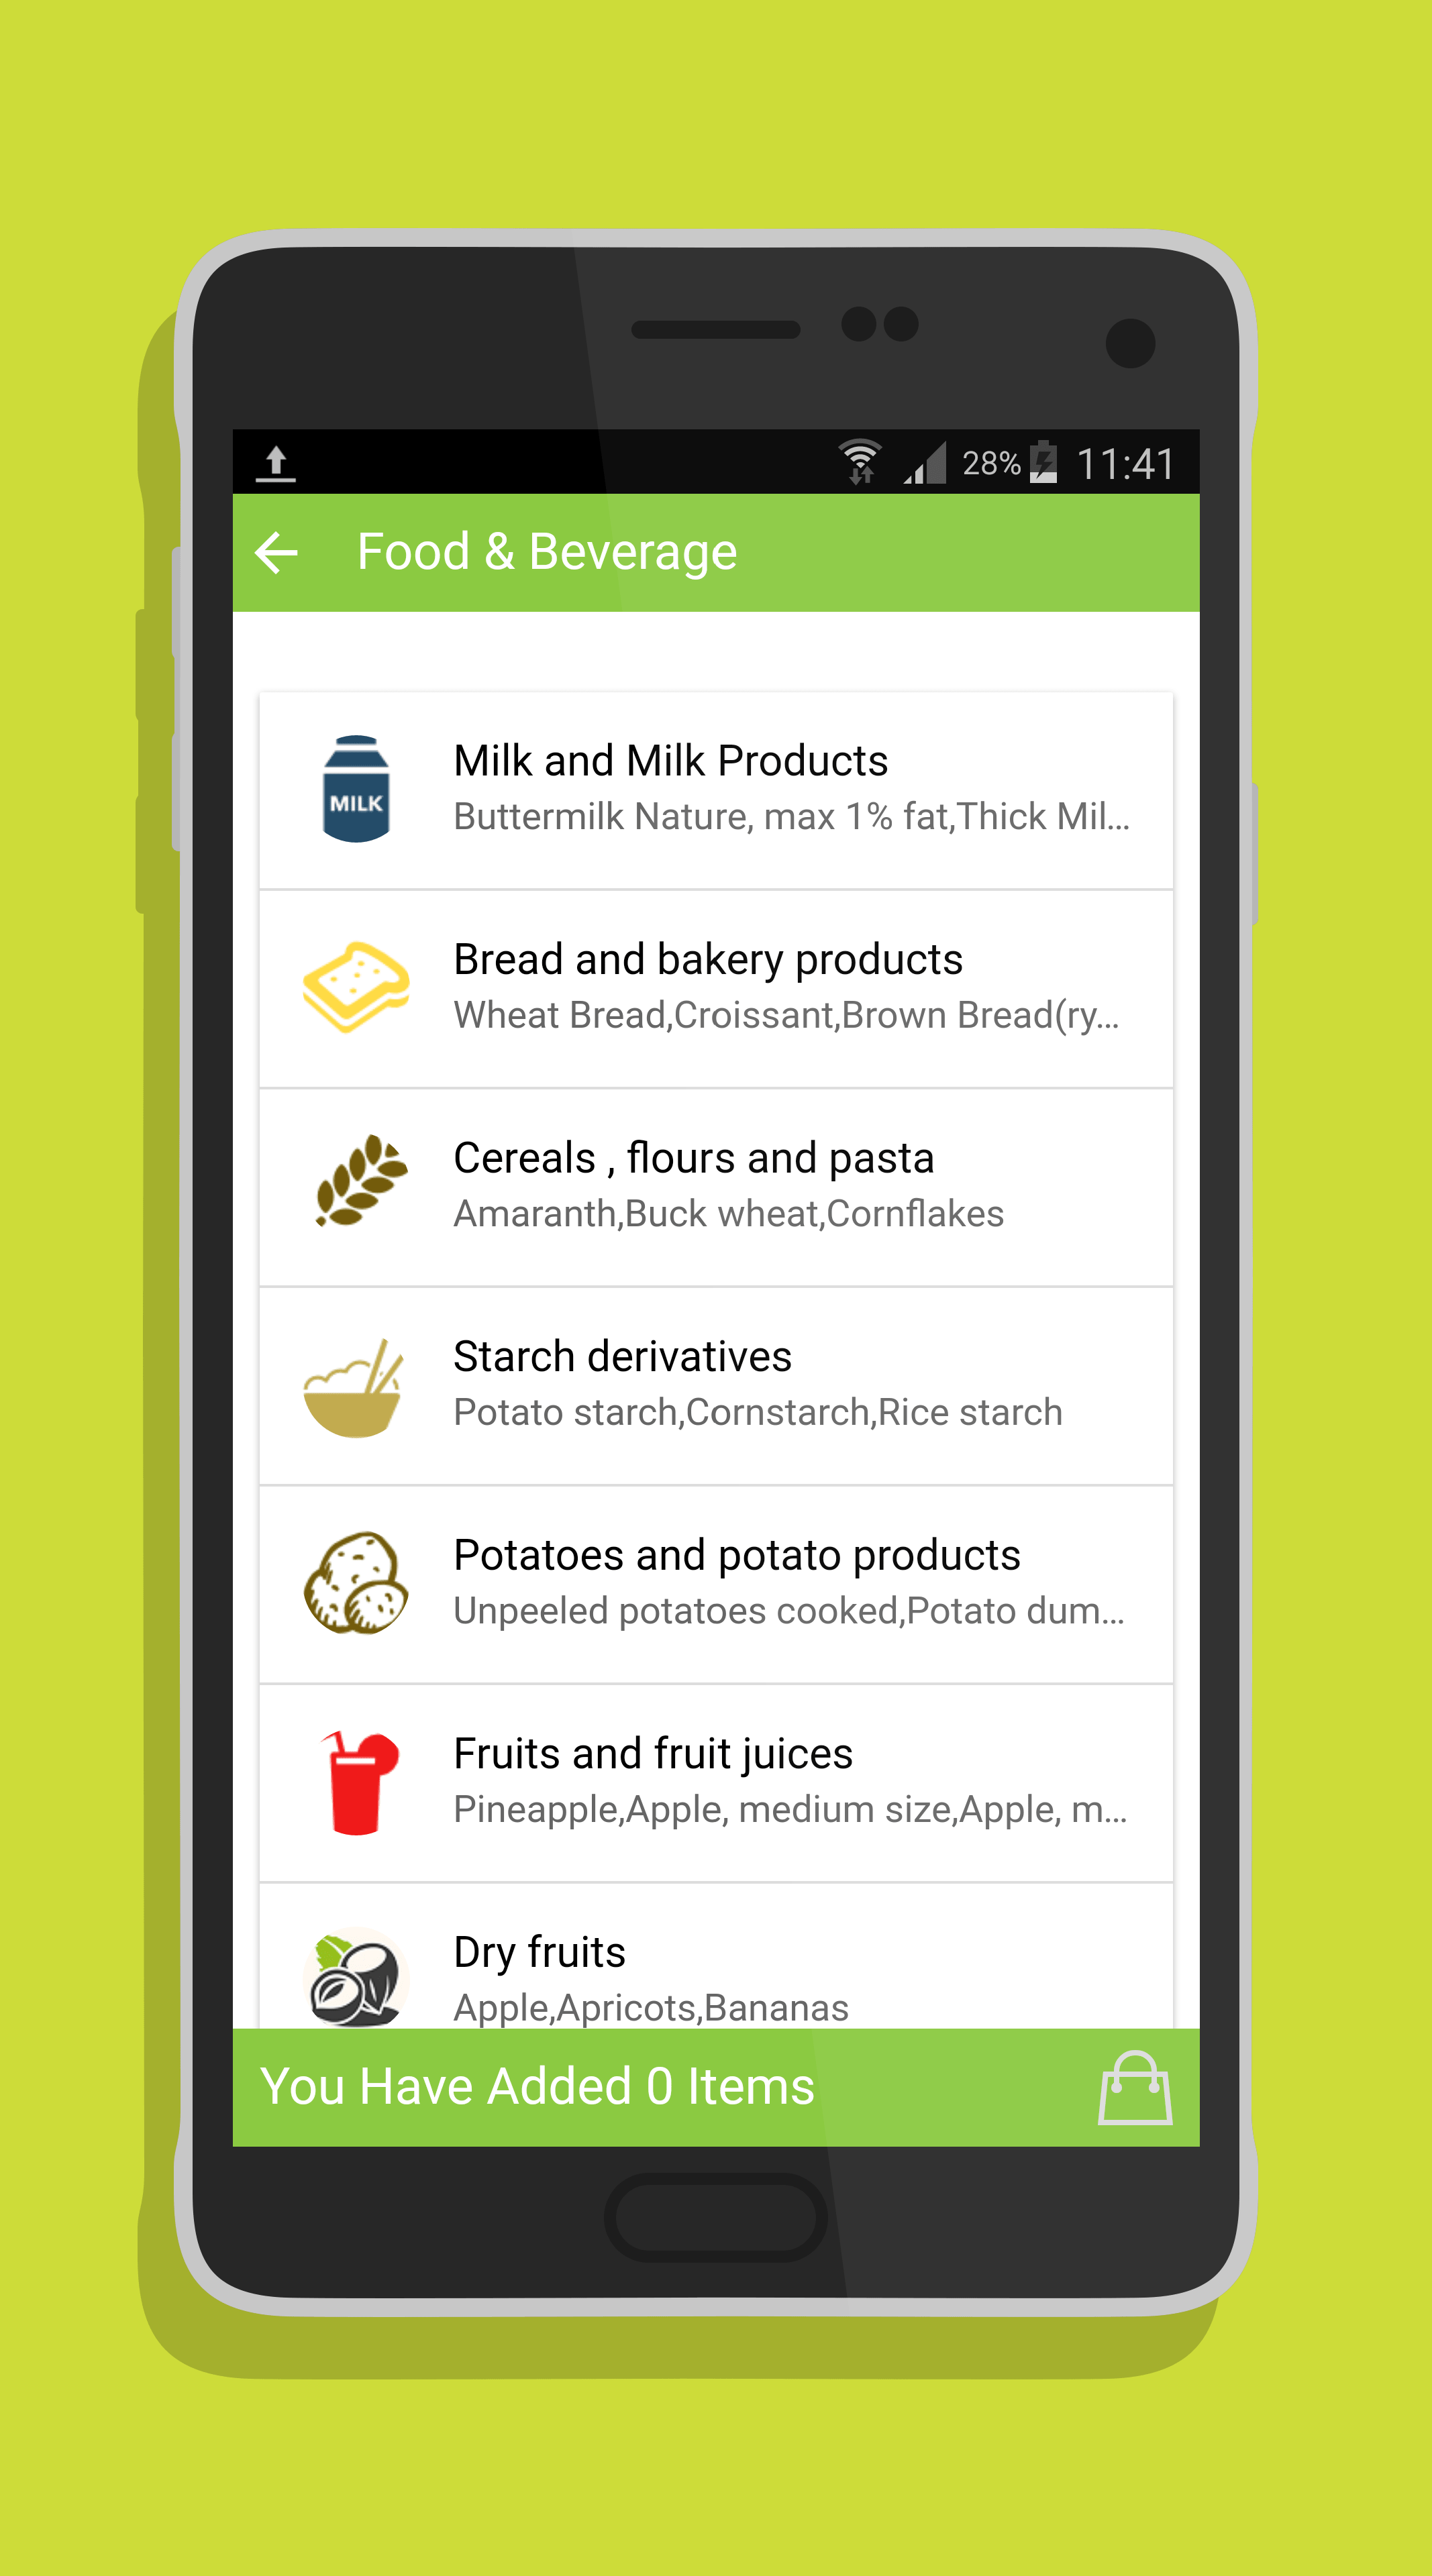 28% 11:41
Food & Beverage
Milk and Milk Products
Buttermilk Nature, max 1% fat,Thick Mil...
MILK
Bread and bakery products
Wheat Bread,Croissant,Brown Bread(ry...
Cereals , flours and pasta
Amaranth,Buck wheat,Cornflakes
Starch derivatives
Potato starch,Cornstarch,Rice starch
Potatoes and potato products
Unpeeled potatoes cooked,Potato dum...
Fruits and fruit juices
Pineapple,Apple, medium size,Apple, m...
Dry fruits
Apple,Apricots,Bananas
You Have Added 0 Items